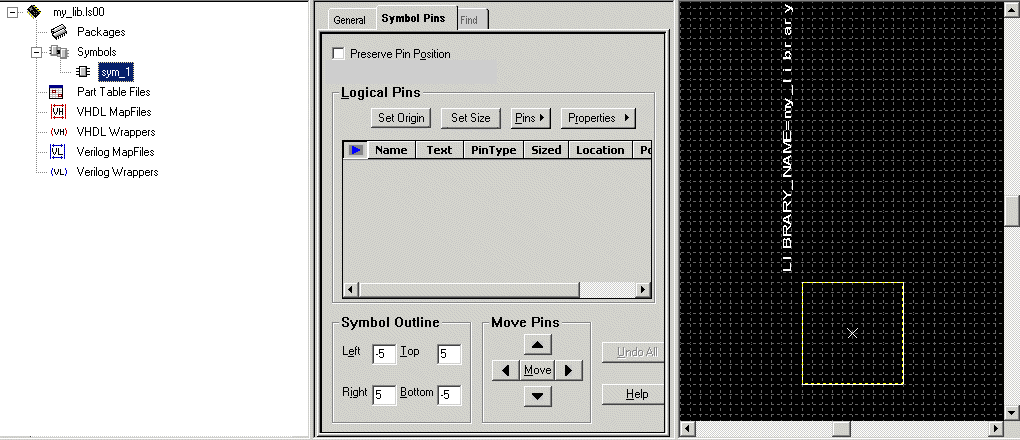 my_lib.ls00
Packages
Symbols
sym_1
Part Table Files
VHDL MapFiles
VHDL Wrappers
Verilog MapFiles
Verilog Wrappers
General Symbol Pins Find
Preserve Pin Position
Logical Pins
Set Origin Set Size Pins Properties
Name Text PinType Sized Location Po
Symbol Outline
Left -5 Top 5
Right 5 Bottom -5
Move Pins
Move
Undo All
Help
LIBRARY_NAME=my_library